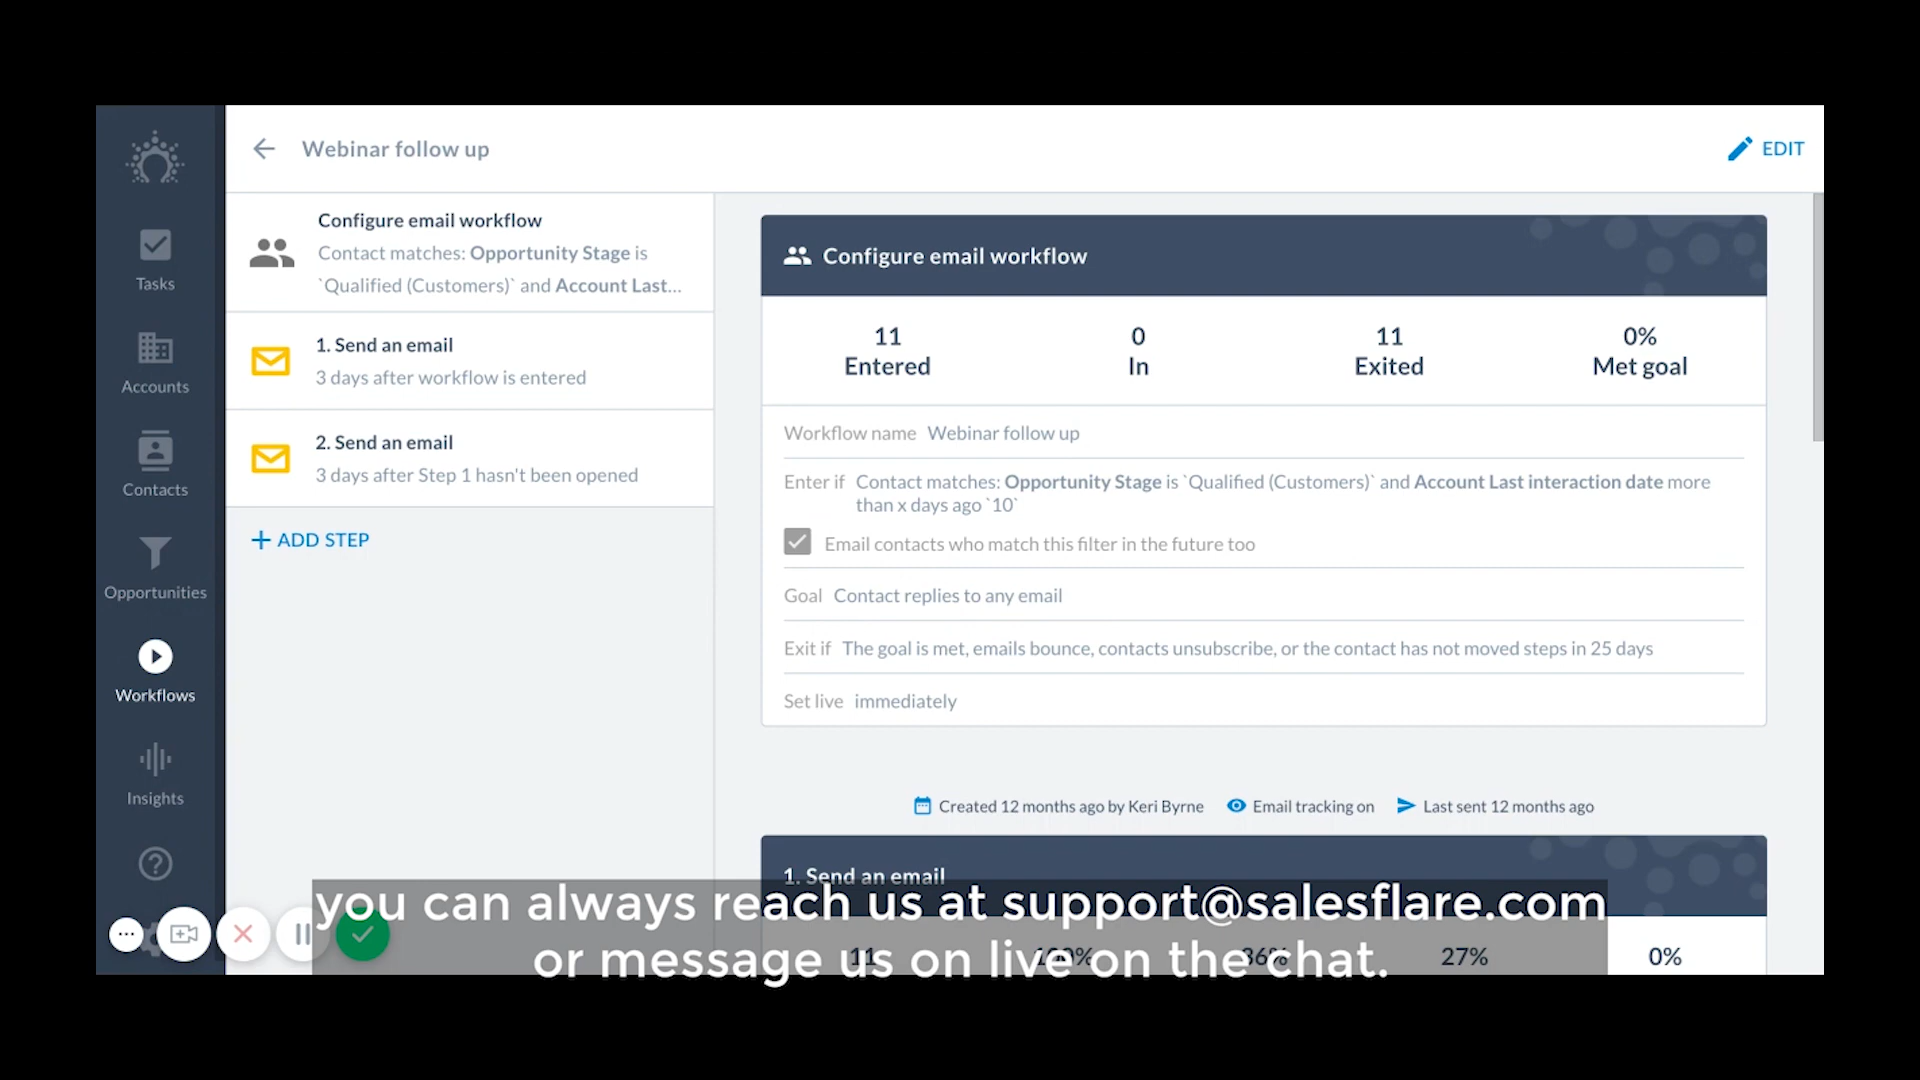 Webinar follow up
EDIT
Tasks
Accounts
Contacts
Opportunities
Workflows
Insights
Configure email workflow
Contact matches: Opportunity Stage is
`Qualified (Customers)` and Account Last...
1. Send an email
3 days after workflow is entered
2. Send an email
3 days after Step 1 hasn't been opened
+ ADD STEP
Configure email workflow
11 0 11 0%
Entered In Exited Met goal
Workflow name Webinar follow up
Enter if Contact matches: Opportunity Stage is `Qualified (Customers)` and Account Last interaction date more
than x days ago `10`
Email contacts who match this filter in the future too
Goal Contact replies to any email
Exit if The goal is met, emails bounce, contacts unsubscribe, or the contact has not moved steps in 25 days
Set live immediately
Created 12 months ago by Keri Byrne Email tracking on Last sent 12 months ago
1. Send an email
27% 0%
you can always reach us at support@salesflare.com
or message us on live on the chat.